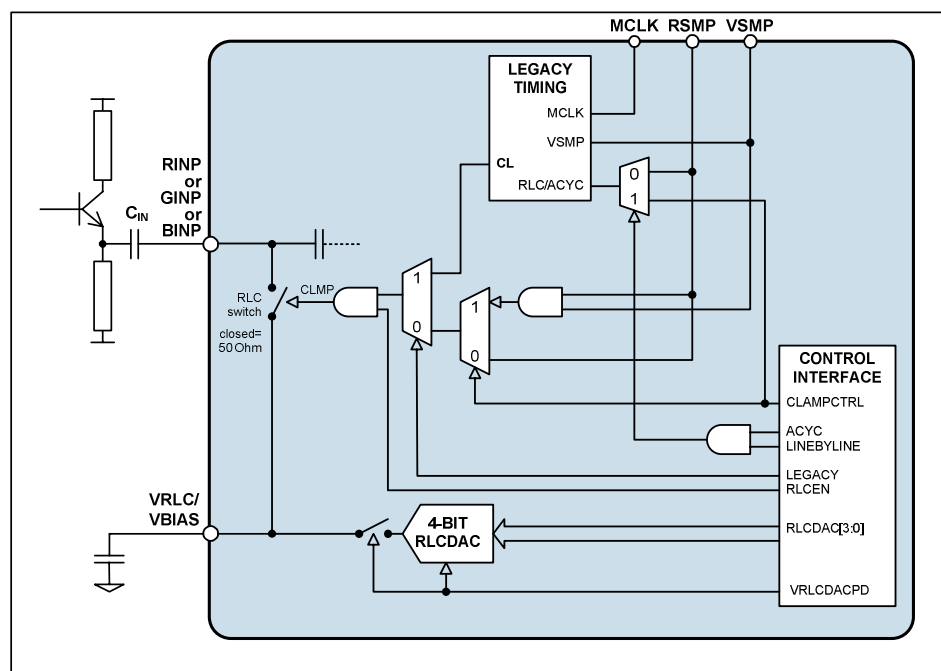 MCLK RSMP VSMP
LEGACY
TIMING
MCLK
VSMP
CL
RLC/ACYC
0
1
RINP
or
GINP
or
BINP
CIN
RLC
switch
closed=
50 Ohm
CLMP
1
0
1
0
CONTROL
INTERFACE
CLAMPCTRL
ACYC
LINEBYLINE
LEGACY
RLCEN
RLCDAC[3:0]
VRLCDACPD
VRLC/
VBIAS
4-BIT
RLCDAC